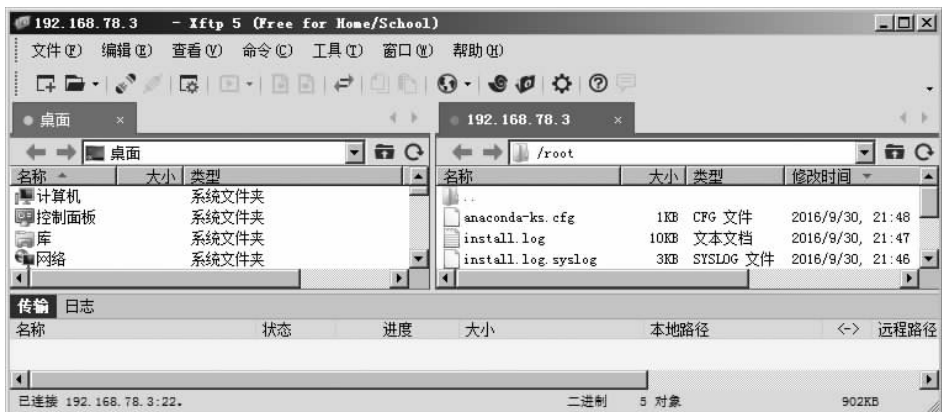 192.168.78.3 - Xftp 5 (Free for Home/School)
文件(F) 编辑(E) 查看(V) 命令(C) 工具(T) 窗口(W) 帮助(H)
桌面 × 192.168.78.3 ×
桌面 /root
名称 大小 类型 名称 大小 类型 修改时间
计算机 系统文件夹 ..
控制面板 系统文件夹 anaconda-ks.cfg 1KB CFG 文件 2016/9/30, 21:48
库 系统文件夹 install.log 10KB 文本文档 2016/9/30, 21:47
网络 系统文件夹 install.log.syslog 3KB SYSLOG 文件 2016/9/30, 21:46
传输 日志
名称 状态 进度 大小 本地路径 <-> 远程路径
已连接 192.168.78.3:22. 二进制 5 对象 902KB